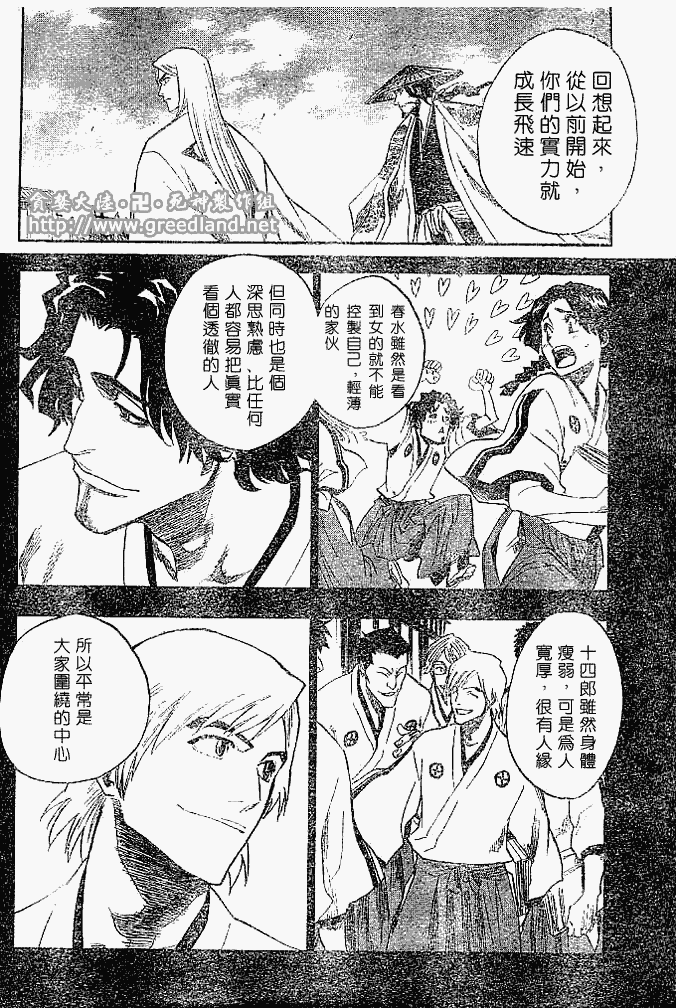 回想起來，
從以前開始，
你們的實力就
成長飛速
貪婪大陸・卍・死神製作組
http://www.greedland.net
春水雖然是看
到女的就不能
控製自己，輕薄
的家伙
但同時也是個
深思熟慮、比任何
人都容易把眞實
看個透徹的人
十四郎雖然身體
瘦弱，可是爲人
寬厚，很有人緣
所以平常是
大家圍繞的中心